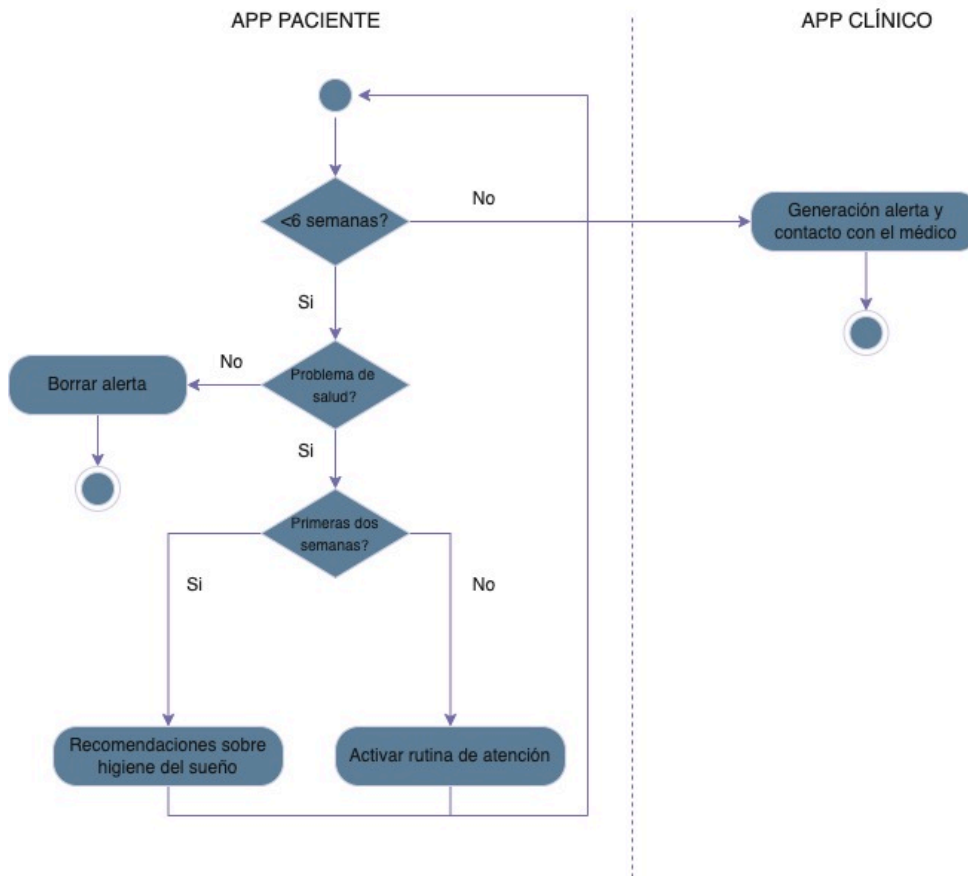 APP PACIENTE
APP CLÍNICO
<6 semanas?
No
Generación alerta y
contacto con el médico
Si
Problema de
salud?
No
Borrar alerta
Si
Primeras dos
semanas?
Si
No
Recomendaciones sobre
higiene del sueño
Activar rutina de atención